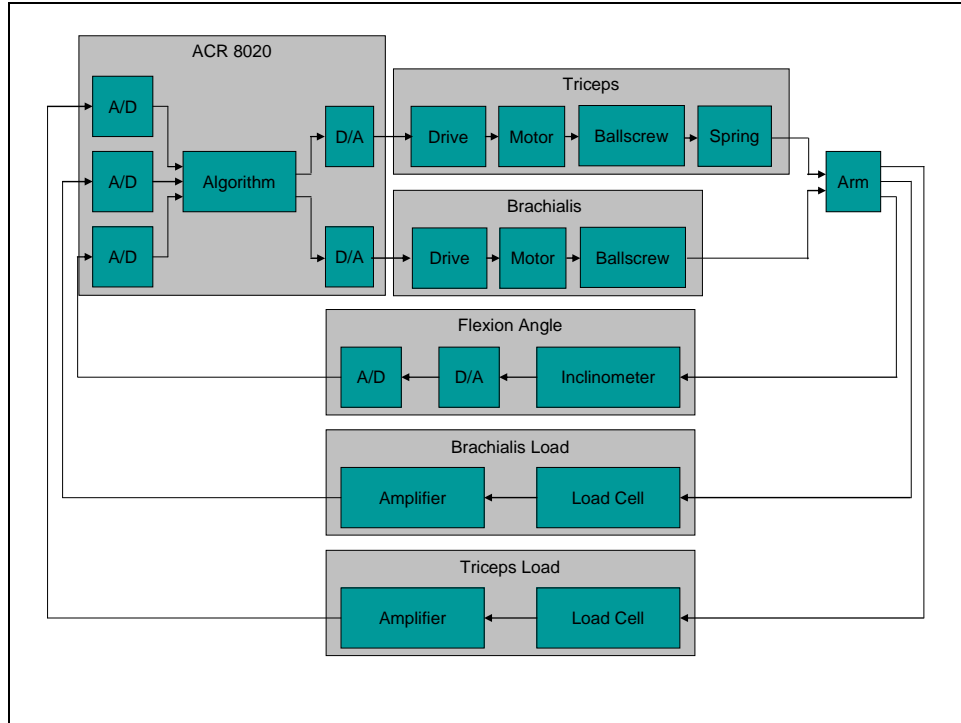 ACR 8020
A/D
A/D
A/D
Algorithm
D/A
D/A
Triceps
Drive
Motor
Ballscrew
Spring
Brachialis
Drive
Motor
Ballscrew
Arm
Flexion Angle
A/D
D/A
Inclinometer
Brachialis Load
Amplifier
Load Cell
Triceps Load
Amplifier
Load Cell